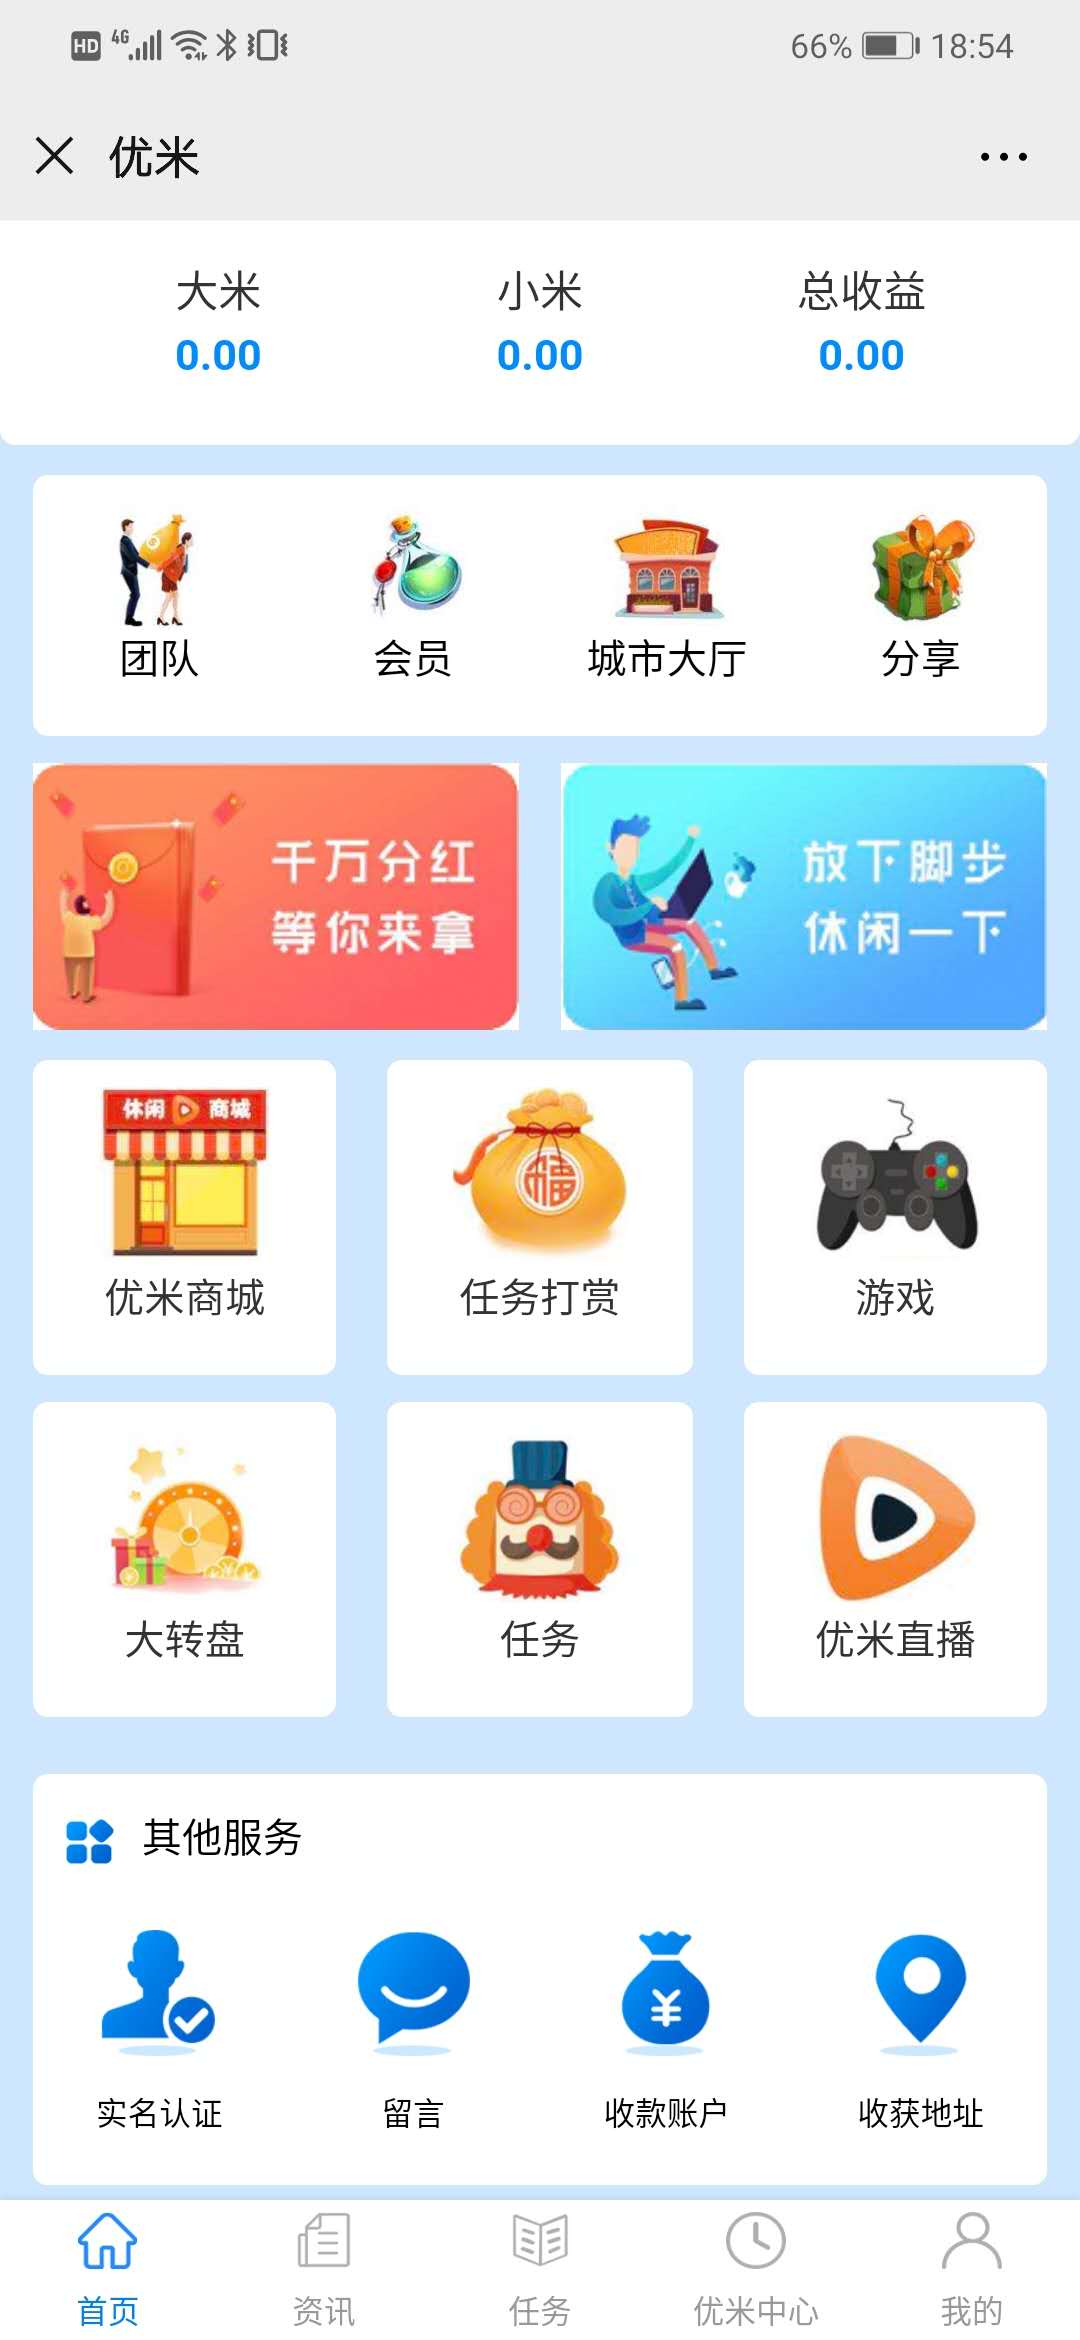 HD 4G 66% 18:54
优米
大米 小米 总收益
0.00 0.00 0.00
团队 会员 城市大厅 分享
千万分红
等你来拿
放下脚步
休闲一下
休闲 商城
福
优米商城 任务打赏 游戏
大转盘 任务 优米直播
其他服务
¥
实名认证 留言 收款账户 收获地址
首页 资讯 任务 优米中心 我的